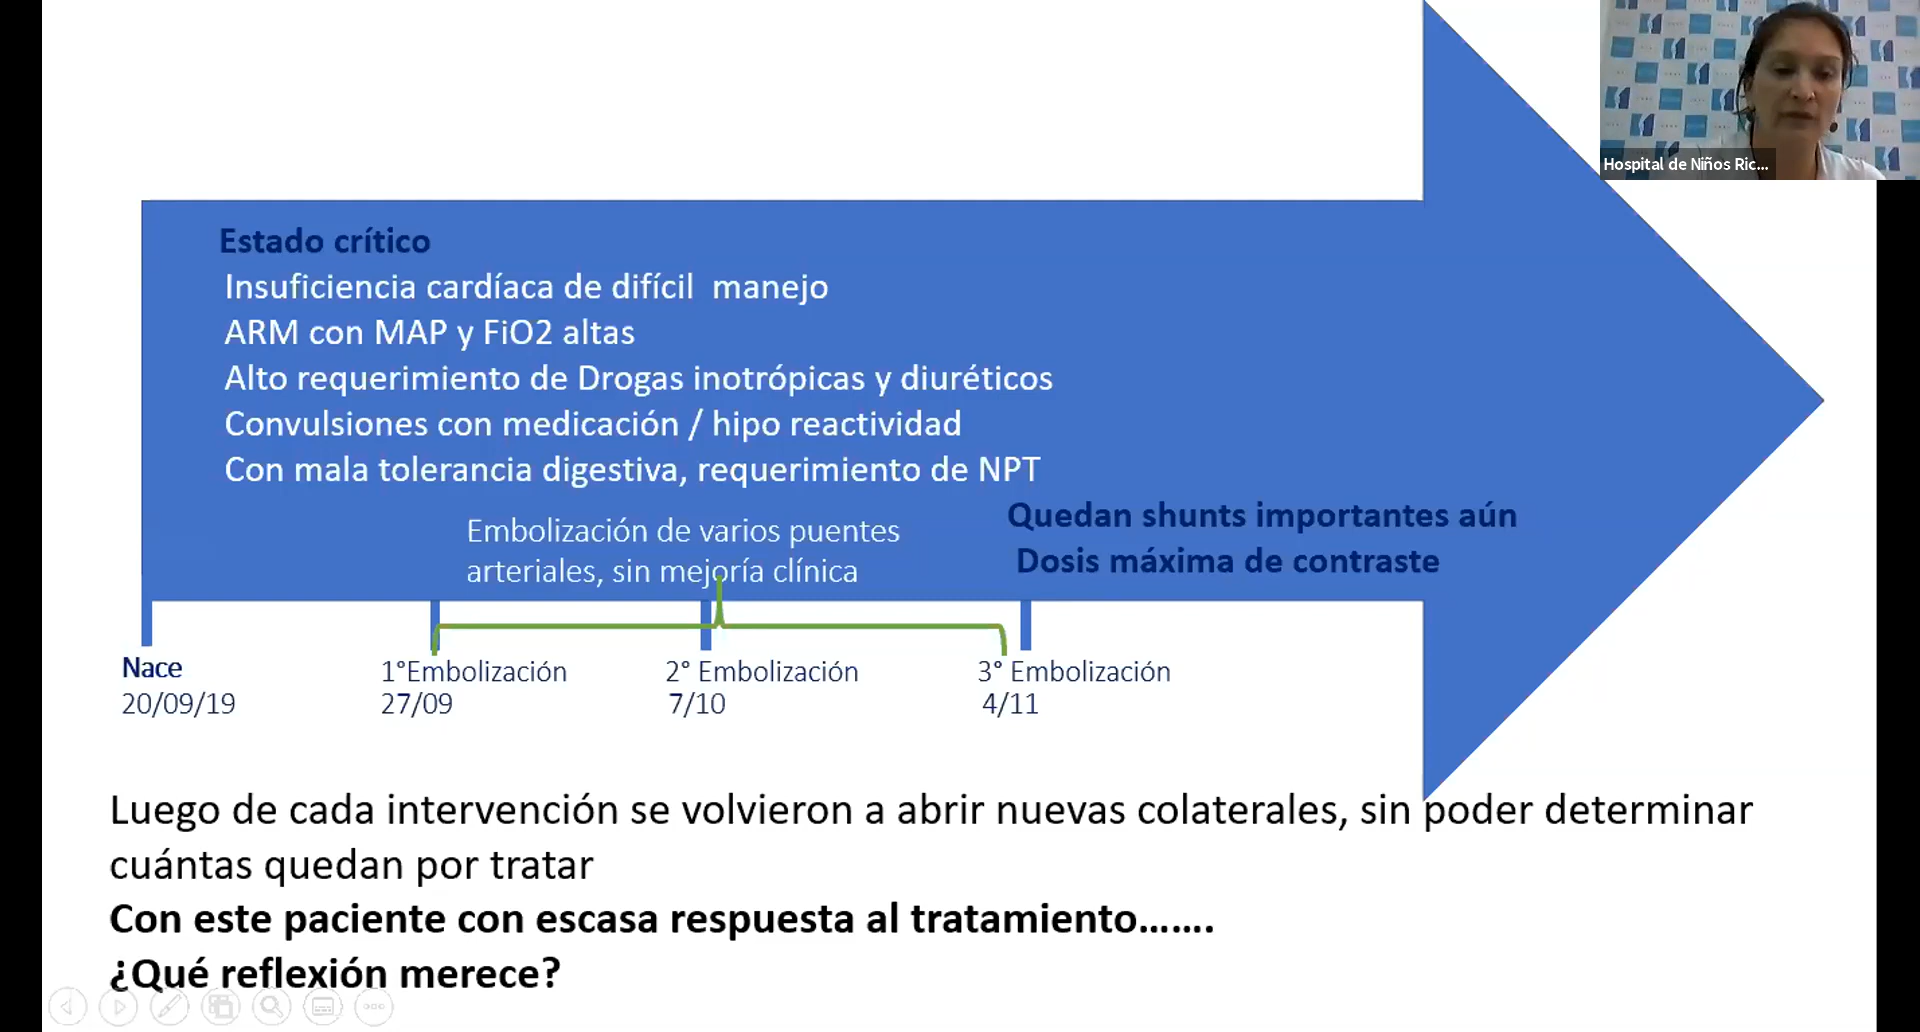 Hospital de Niños Ric...
Estado crítico
Insuficiencia cardíaca de difícil manejo
ARM con MAP y FiO2 altas
Alto requerimiento de Drogas inotrópicas y diuréticos
Convulsiones con medicación / hipo reactividad
Con mala tolerancia digestiva, requerimiento de NPT
Quedan shunts importantes aún
Dosis máxima de contraste
Embolización de varios puentes
arteriales, sin mejoría clínica
Nace
20/09/19
1°Embolización
27/09
2° Embolización
7/10
3° Embolización
4/11
Luego de cada intervención se volvieron a abrir nuevas colaterales, sin poder determinar
cuántas quedan por tratar
Con este paciente con escasa respuesta al tratamiento.......
¿Qué reflexión merece?